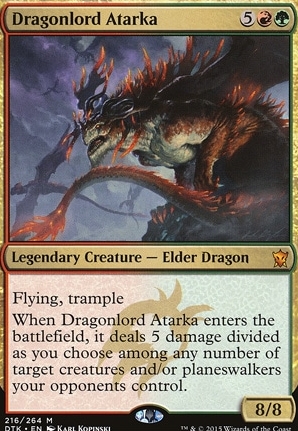 Dragonlord Atarka 5
Legendary Creature — Elder Dragon
Flying, trample
When Dragonlord Atarka enters the
battlefield, it deals 5 damage divided
as you choose among any number of
target creatures and/or planeswalkers
your opponents control.
8/8
216/264 M
DTK • EN Karl Kopinski
™ & © 2015 Wizards of the Coast